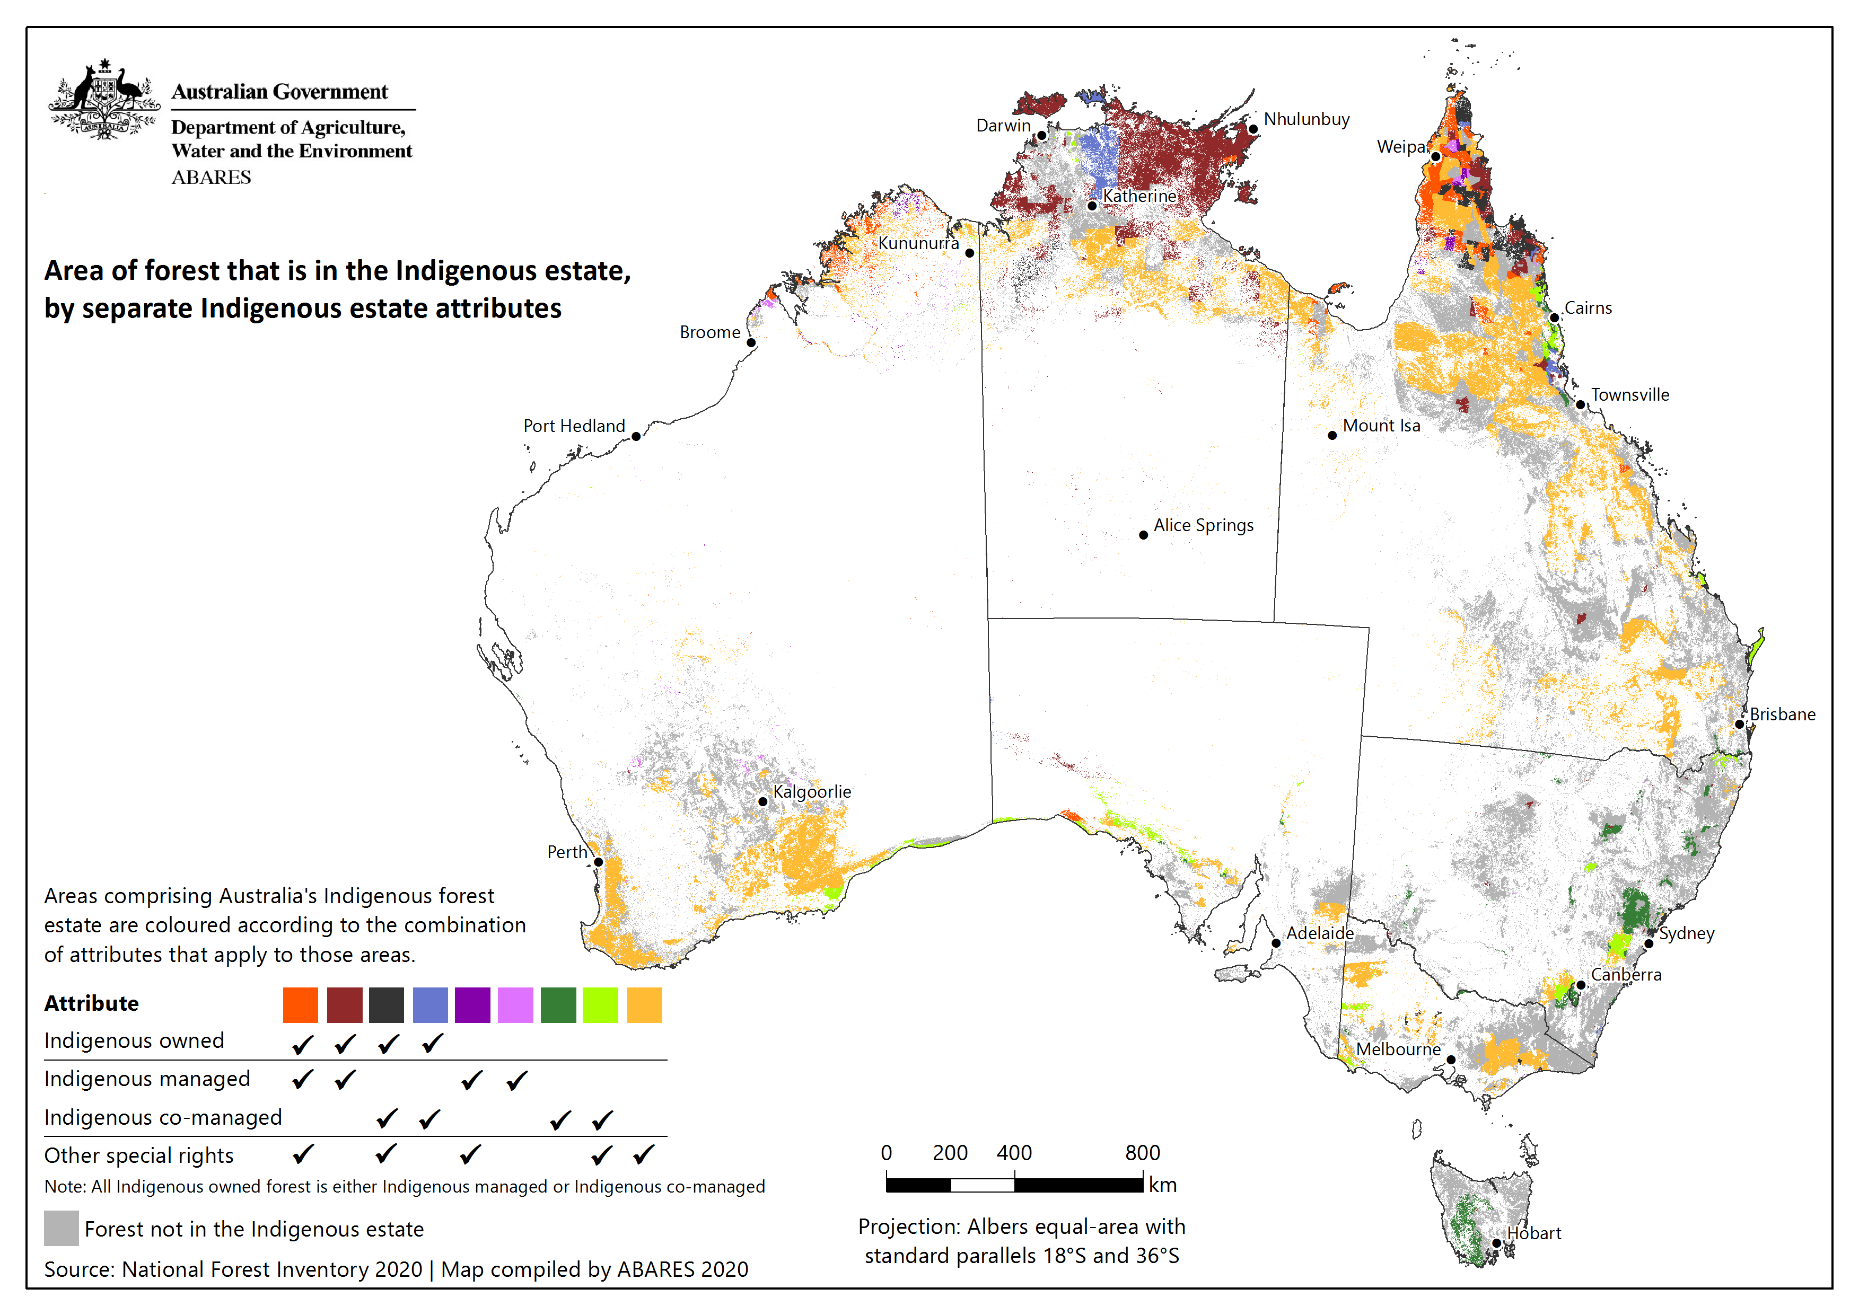 Australian Government
Department of Agriculture,
Water and the Environment
ABARES
Area of forest that is in the Indigenous estate,
by separate Indigenous estate attributes
Darwin
Nhulunbuy
Weipa
Katherine
Kununurra
Cairns
Broome
Townsville
Port Hedland
Mount Isa
Alice Springs
Brisbane
Kalgoorlie
Perth
Adelaide
Sydney
Canberra
Melbourne
Hobart
Areas comprising Australia's Indigenous forest
estate are coloured according to the combination
of attributes that apply to those areas.
Attribute
Indigenous owned
Indigenous managed
Indigenous co-managed
Other special rights
Note: All Indigenous owned forest is either Indigenous managed or Indigenous co-managed
Forest not in the Indigenous estate
Source: National Forest Inventory 2020 | Map compiled by ABARES 2020
0 200 400 800
km
Projection: Albers equal-area with
standard parallels 18°S and 36°S